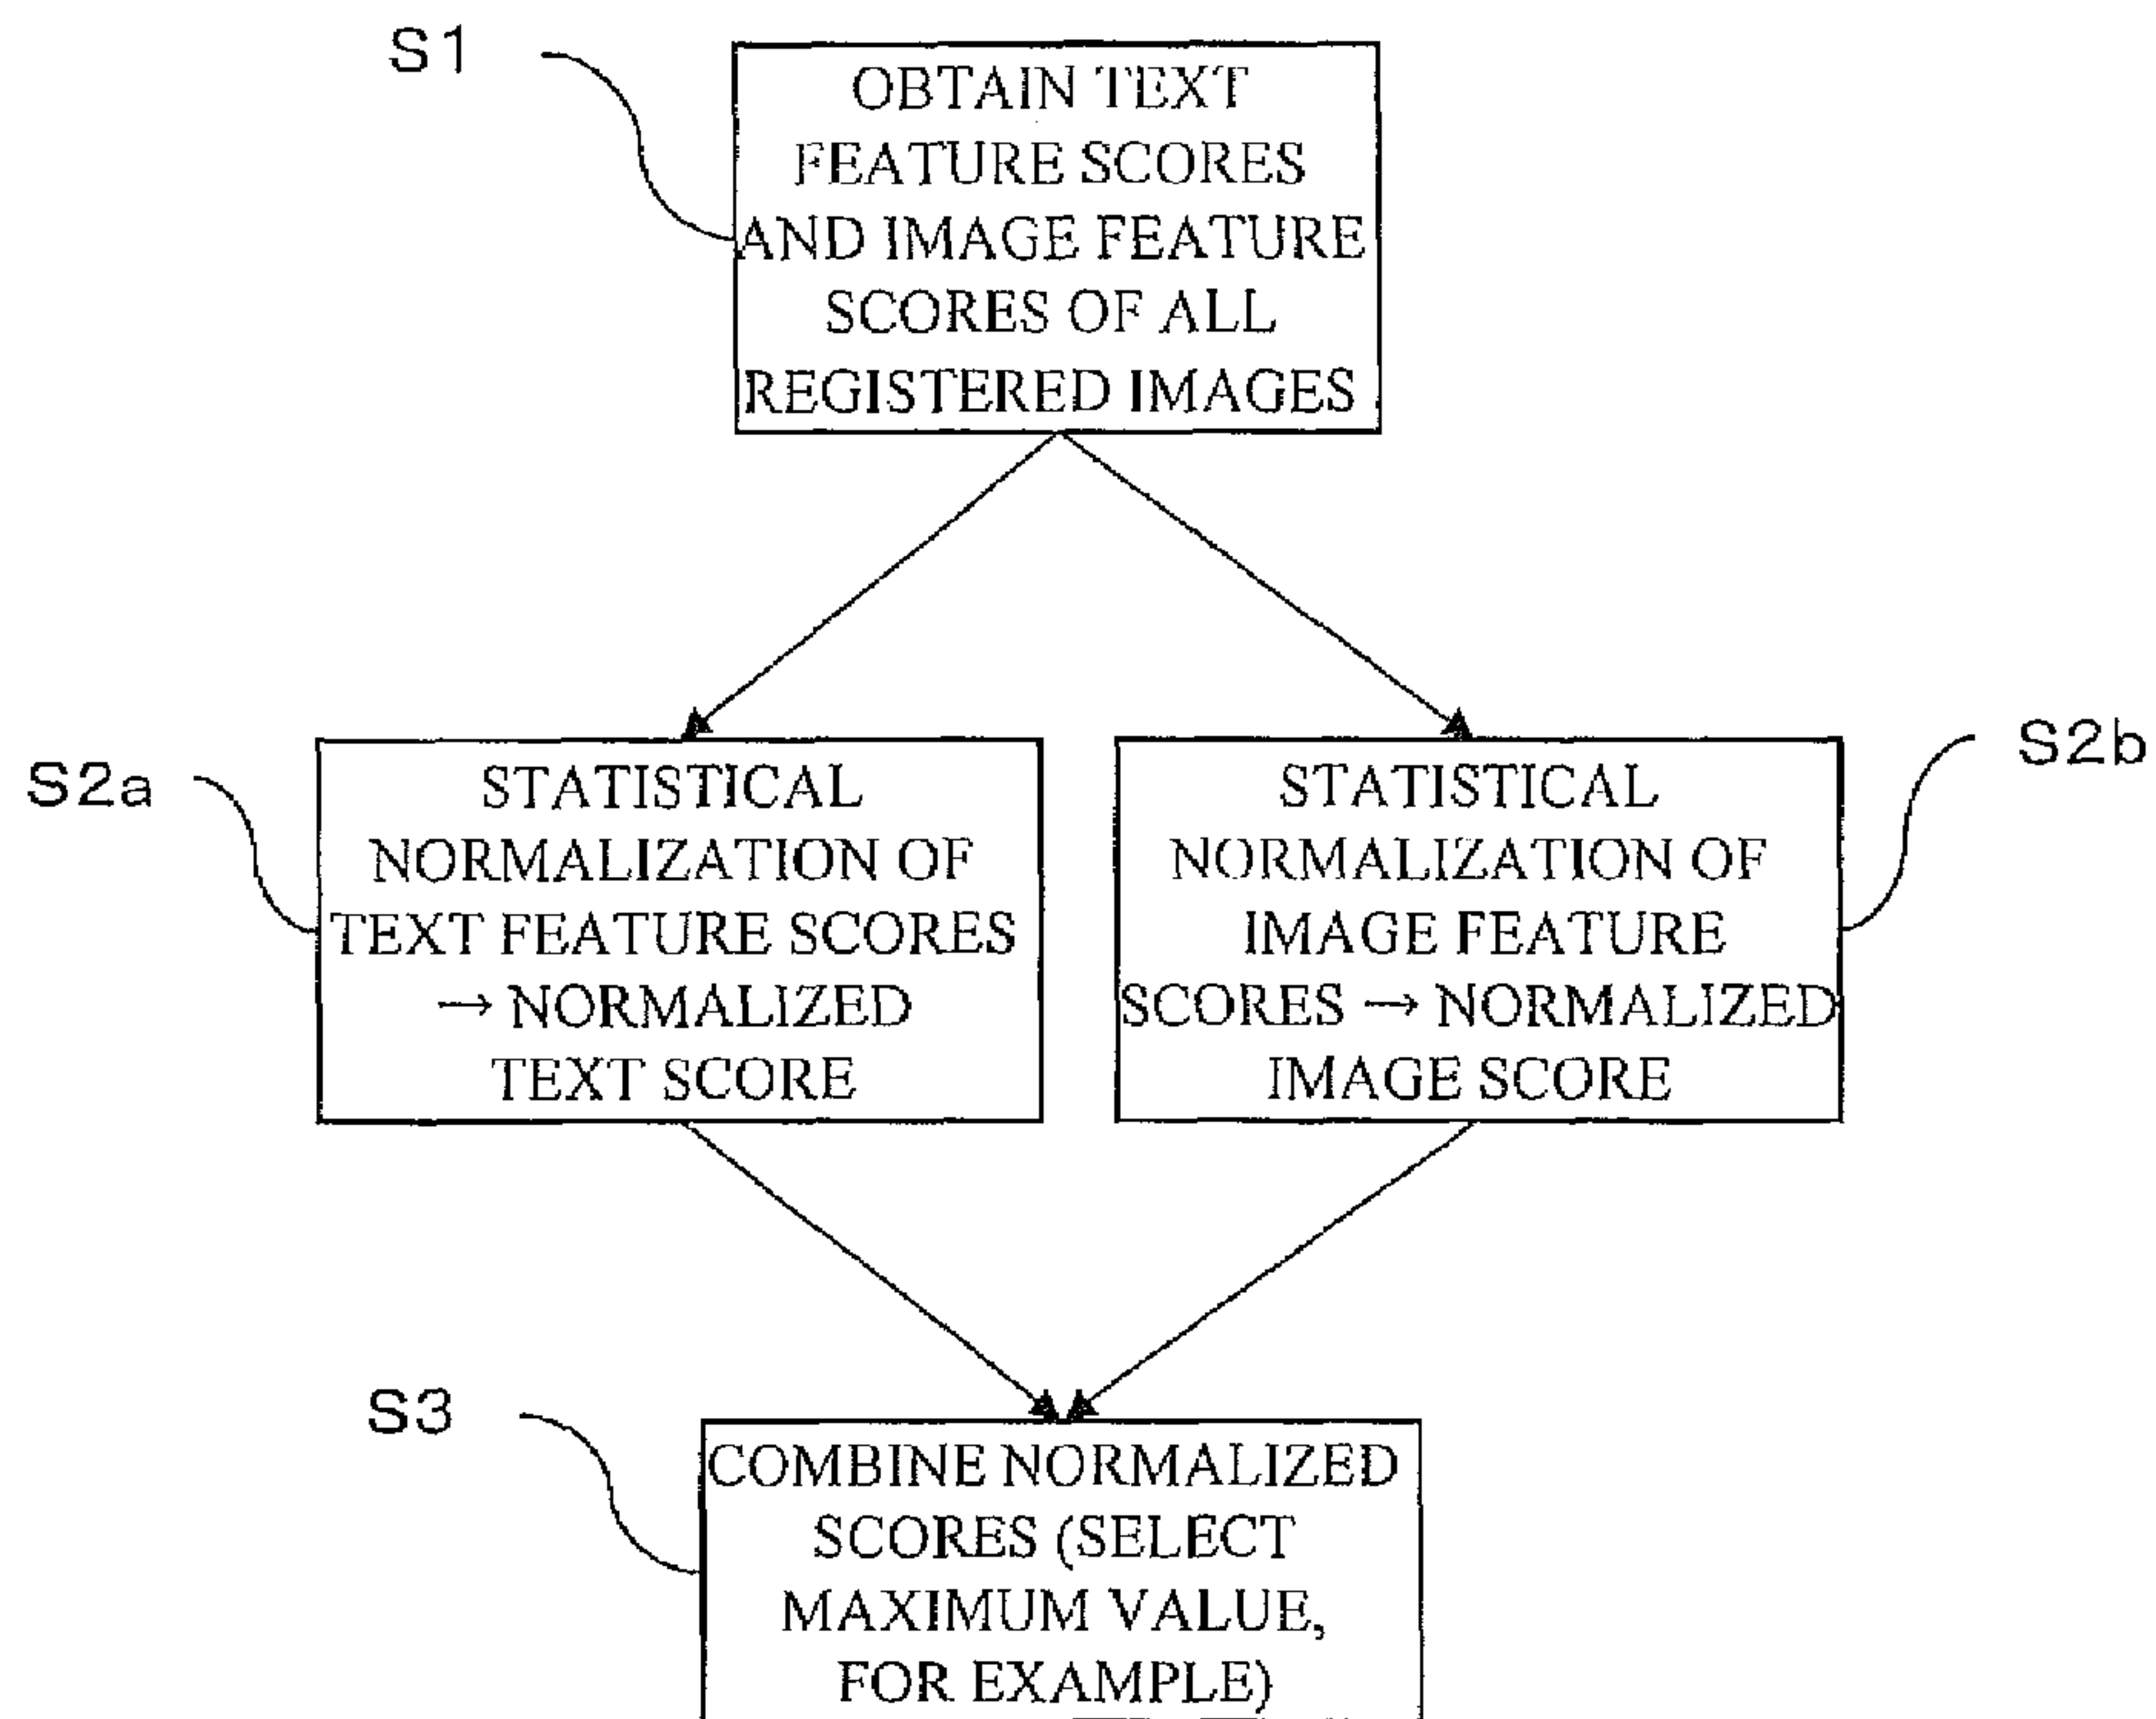 S1
OBTAIN TEXT
FEATURE SCORES
AND IMAGE FEATURE
SCORES OF ALL
REGISTERED IMAGES
S2a
STATISTICAL
NORMALIZATION OF
TEXT FEATURE SCORES
→ NORMALIZED
TEXT SCORE
S2b
STATISTICAL
NORMALIZATION OF
IMAGE FEATURE
SCORES → NORMALIZED
IMAGE SCORE
S3
COMBINE NORMALIZED
SCORES (SELECT
MAXIMUM VALUE,
FOR EXAMPLE)